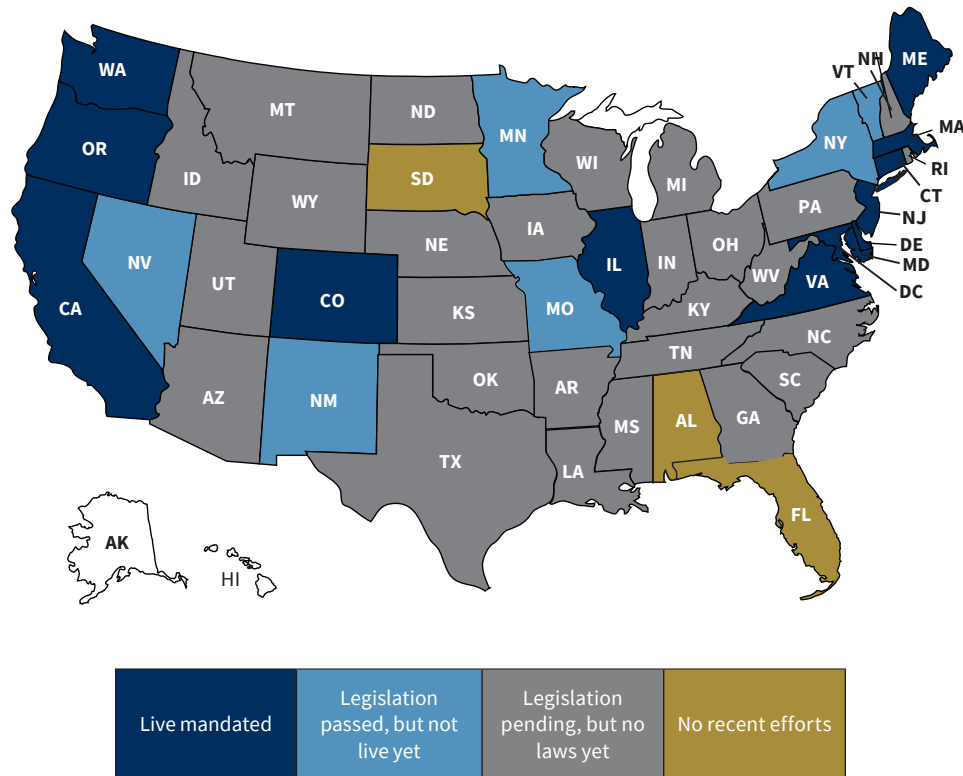 WA
OR
CA
NV
ID
MT
WY
UT
AZ
CO
NM
ND
SD
NE
KS
OK
TX
MN
IA
MO
AR
LA
WI
IL
MI
IN
OH
KY
TN
MS
AL
GA
FL
SC
NC
VA
WV
PA
NY
VT
NH
ME
MA
RI
CT
NJ
DE
MD
DC
AK
HI
Live mandated
Legislation
passed, but not
live yet
Legislation
pending, but no
laws yet
No recent efforts